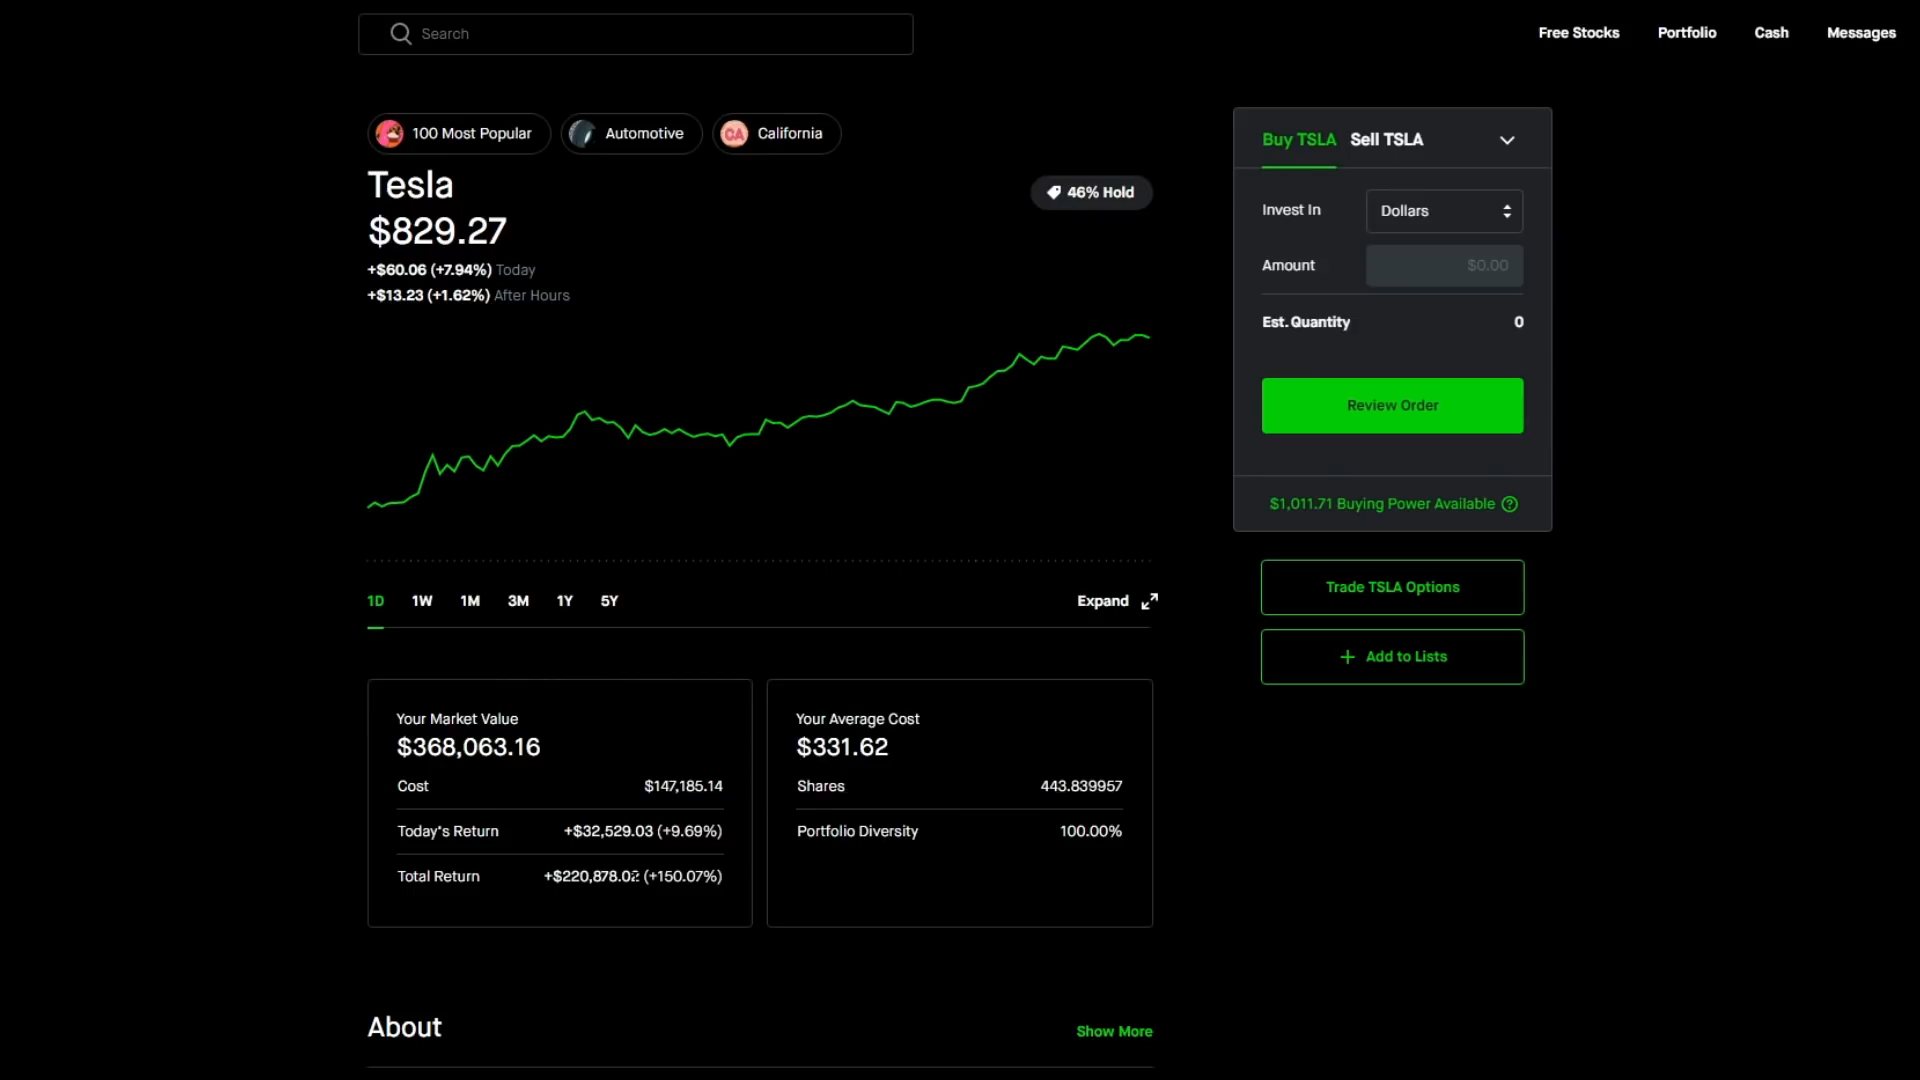 Search
Free Stocks Portfolio Cash Messages
100 Most Popular CA Automotive California
Tesla
$829.27
+$60.06 (+7.94%) Today
+$13.23 (+1.62%) After Hours
46% Hold
1D 1W 1M 3M 1Y 5Y Expand
Your Market Value
$368,063.16
Cost $147,185.14
Today's Return +$32,529.03 (+9.69%)
Total Return +$220,878.02 (+150.07%)
Your Average Cost
$331.62
Shares 443.839957
Portfolio Diversity 100.00%
About Show More
Buy TSLA Sell TSLA
Invest In Dollars
Amount $0.00
Est. Quantity 0
Review Order
$1,011.71 Buying Power Available ?
Trade TSLA Options
+ Add to Lists